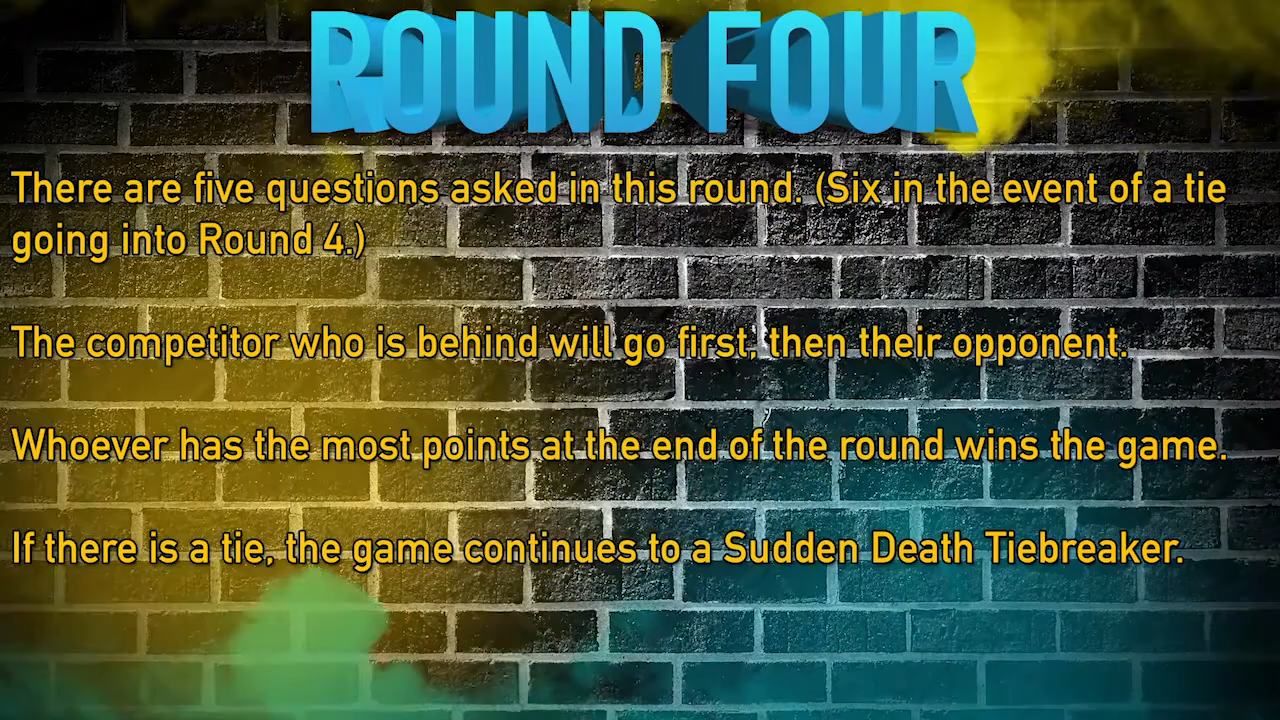 ROUND FOUR
There are five questions asked in this round. (Six in the event of a tie
going into Round 4.)
The competitor who is behind will go first, then their opponent.
Whoever has the most points at the end of the round wins the game.
If there is a tie, the game continues to a Sudden Death Tiebreaker.